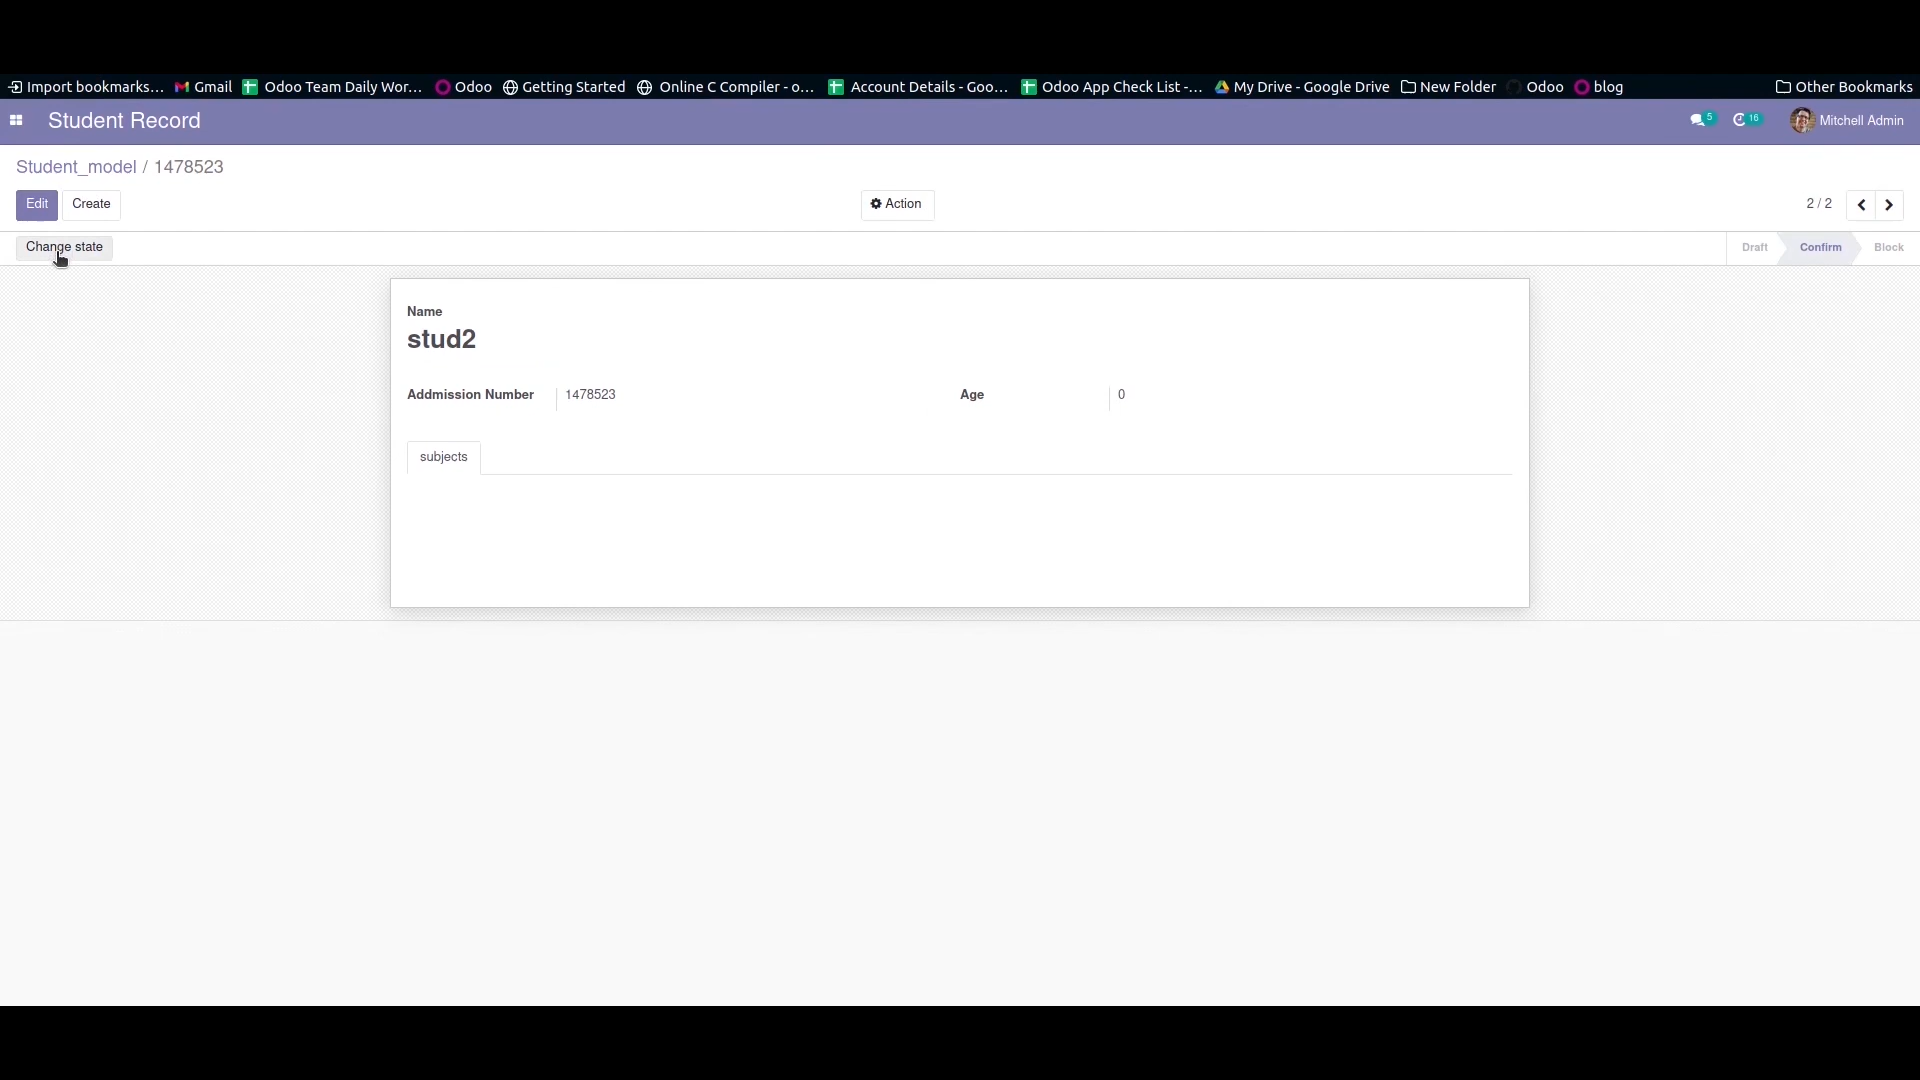 Import bookmarks... Gmail Odoo Team Daily Wor... Odoo Getting Started Online C Compiler - o... Account Details - Goo... Odoo App Check List -... My Drive - Google Drive New Folder Odoo blog Other Bookmarks
Student Record 5 16 Mitchell Admin
Student_model / 1478523
Edit Create Action 2 / 2
Change state Draft Confirm Block
Name
stud2
Addmission Number 1478523 Age 0
subjects